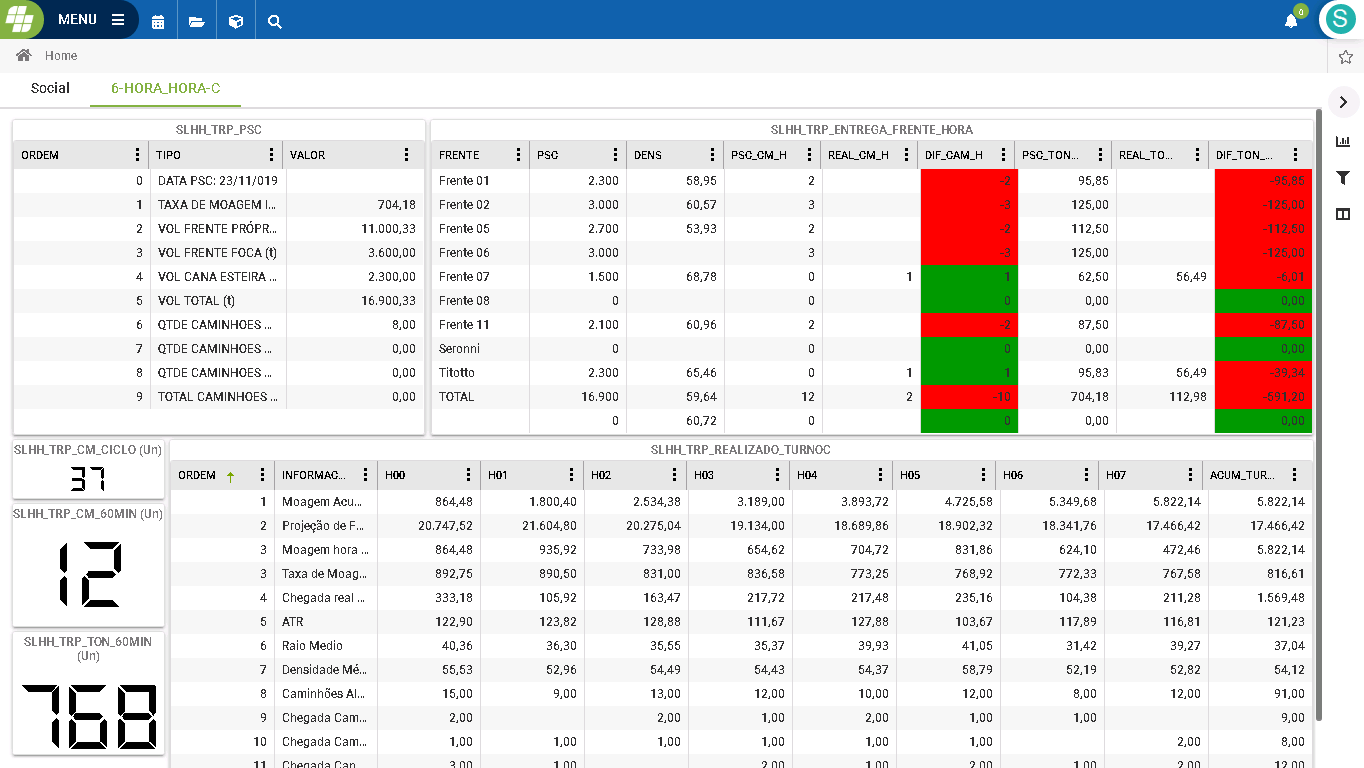 MENU
0
S
Home
Social 6-HORA_HORA-C
SLHH_TRP_PSC
ORDEM TIPO VALOR
0 DATA PSC: 23/11/019
1 TAXA DE MOAGEM I... 704,18
2 VOL FRENTE PRÓPR... 11.000,33
3 VOL FRENTE FOCA (t) 3.600,00
4 VOL CANA ESTEIRA ... 2.300,00
5 VOL TOTAL (t) 16.900,33
6 QTDE CAMINHOES ... 8,00
7 QTDE CAMINHOES ... 0,00
8 QTDE CAMINHOES ... 0,00
9 TOTAL CAMINHOES ... 0,00
SLHH_TRP_ENTREGA_FRENTE_HORA
FRENTE PSC DENS PSC_CM_H REAL_CM_H DIF_CAM_H PSC_TON... REAL_TO... DIF_TON_...
Frente 01 2.300 58,95 2 -2 95,85 -95,85
Frente 02 3.000 60,57 3 -3 125,00 -125,00
Frente 05 2.700 53,93 2 -2 112,50 -112,50
Frente 06 3.000 3 -3 125,00 -125,00
Frente 07 1.500 68,78 0 1 1 62,50 56,49 -6,01
Frente 08 0 0 0 0,00 0,00
Frente 11 2.100 60,96 2 -2 87,50 -87,50
Seronni 0 0 0 0,00 0,00
Titotto 2.300 65,46 0 1 1 95,83 56,49 -39,34
TOTAL 16.900 59,64 12 2 -10 704,18 112,98 -591,20
0 60,72 0 0 0,00 0,00
SLHH_TRP_CM_CICLO (Un)
37
SLHH_TRP_CM_60MIN (Un)
12
SLHH_TRP_TON_60MIN
(Un)
768
SLHH_TRP_REALIZADO_TURNOC
ORDEM INFORMAC... H00 H01 H02 H03 H04 H05 H06 H07 ACUM_TUR...
1 Moagem Acu... 864,48 1.800,40 2.534,38 3.189,00 3.893,72 4.725,58 5.349,68 5.822,14 5.822,14
2 Projeção de F... 20.747,52 21.604,80 20.275,04 19.134,00 18.689,86 18.902,32 18.341,76 17.466,42 17.466,42
3 Moagem hora ... 864,48 935,92 733,98 654,62 704,72 831,86 624,10 472,46 5.822,14
3 Taxa de Moag... 892,75 890,50 831,00 836,58 773,25 768,92 772,33 767,58 816,61
4 Chegada real ... 333,18 105,92 163,47 217,72 217,48 235,16 104,38 211,28 1.569,48
5 ATR 122,90 123,82 128,88 111,67 127,88 103,67 117,89 116,81 121,23
6 Raio Medio 40,36 36,30 35,55 35,37 39,93 41,05 31,42 39,27 37,04
7 Densidade Mé... 55,53 52,96 54,49 54,43 54,37 58,79 52,19 52,82 54,12
8 Caminhões Al... 15,00 9,00 13,00 12,00 10,00 12,00 8,00 12,00 91,00
9 Chegada Cam... 2,00 2,00 1,00 2,00 1,00 1,00 9,00
10 Chegada Cam... 1,00 1,00 1,00 1,00 1,00 1,00 2,00 8,00
11 Chegada Can... 3,00 1,00 2,00 1,00 2,00 1,00 2,00 12,00